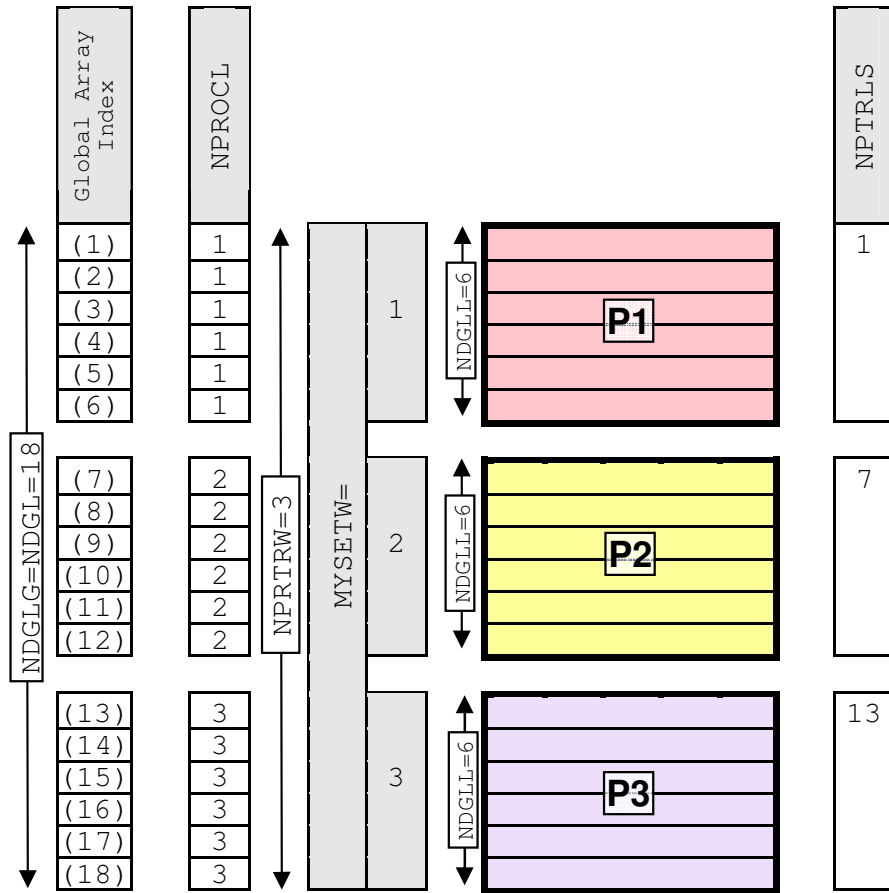 Global Array
Index
NPROCL
NPTRLS
NDGLG=NDGL=18
NPRTRW=3
MYSETW=
(1) 1
(2) 1
(3) 1
(4) 1
(5) 1
(6) 1
1
NDGLL=6
P1
1
(7) 2
(8) 2
(9) 2
(10) 2
(11) 2
(12) 2
2
NDGLL=6
P2
7
(13) 3
(14) 3
(15) 3
(16) 3
(17) 3
(18) 3
3
NDGLL=6
P3
13